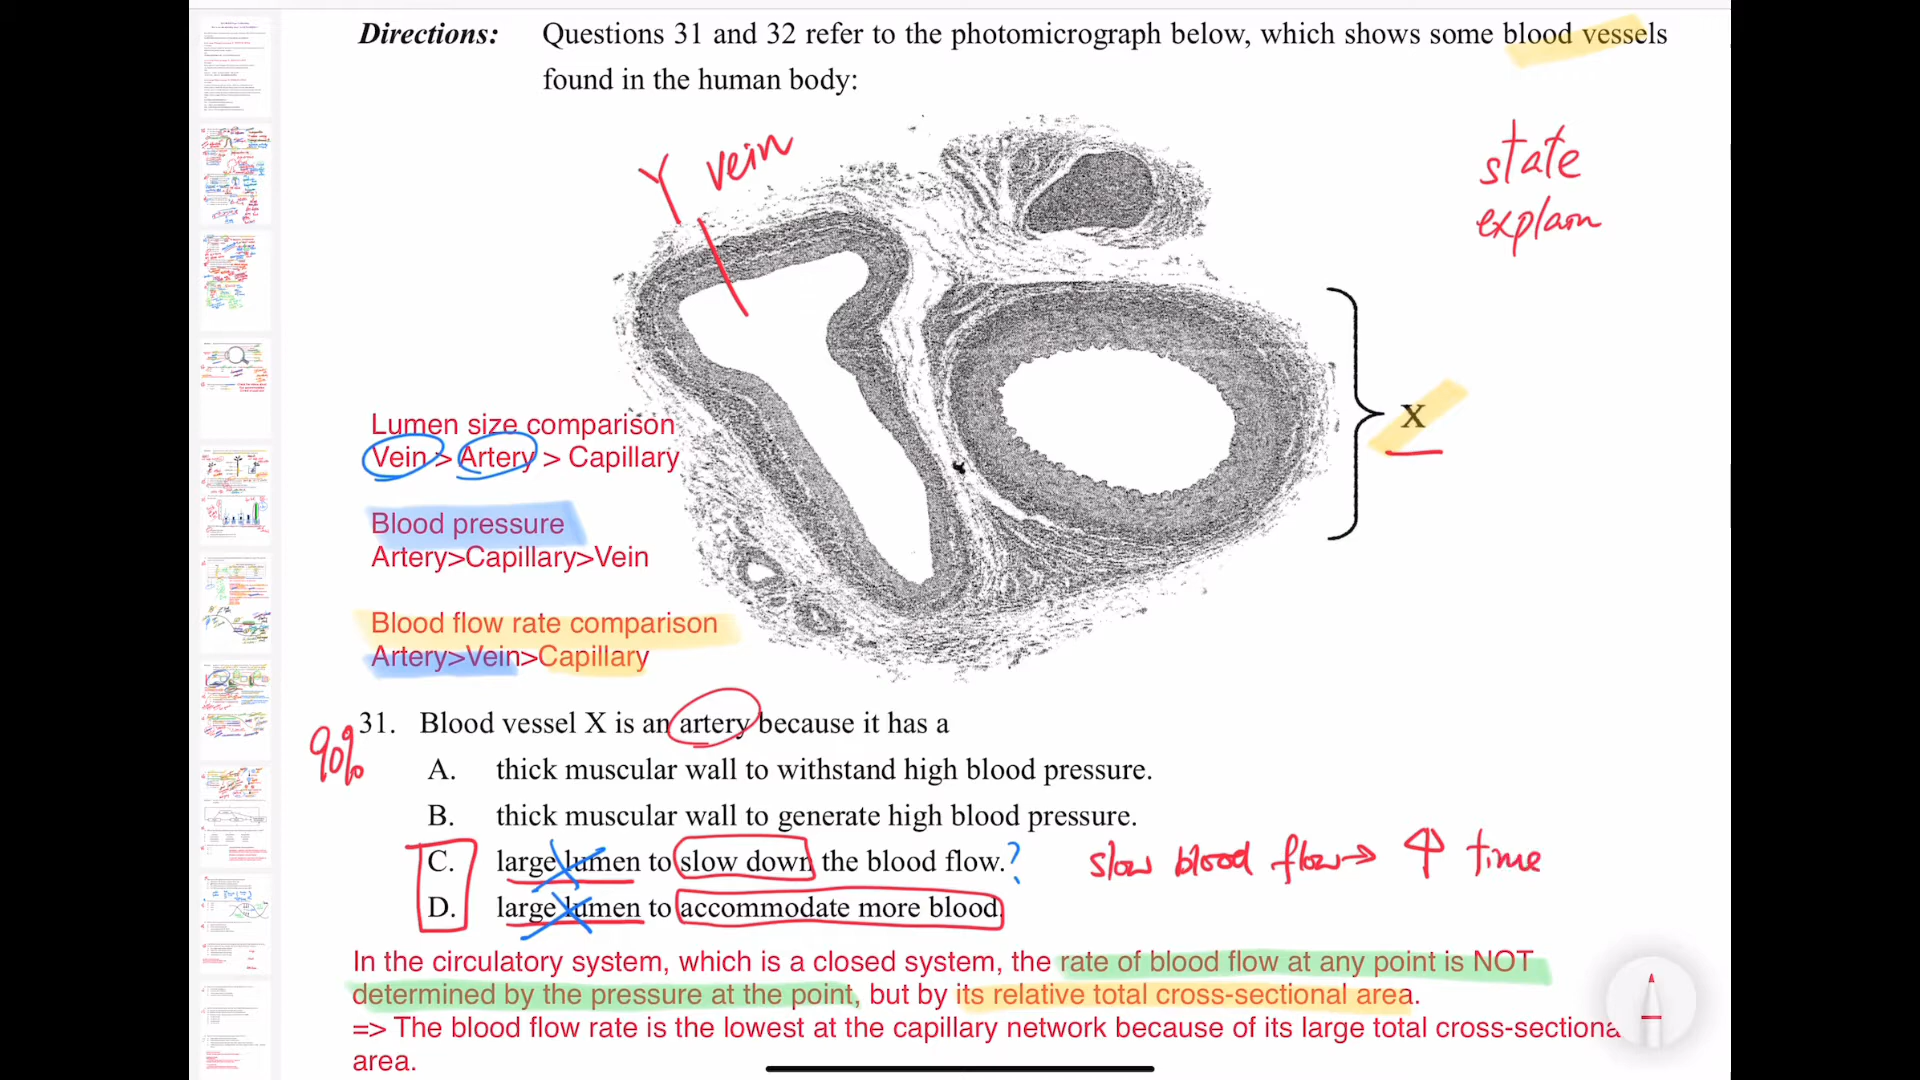 Directions: Questions 31 and 32 refer to the photomicrograph below, which shows some blood vessels
found in the human body:
Y vein
state
explain
X
Lumen size comparison
Vein > Artery > Capillary
Blood pressure
Artery>Capillary>Vein
Blood flow rate comparison
Artery>Vein>Capillary
90%
31. Blood vessel X is an artery because it has a
A. thick muscular wall to withstand high blood pressure.
B. thick muscular wall to generate high blood pressure.
C. large lumen to slow down the blood flow. ?
slow blood flow → ↑ time
D. large lumen to accommodate more blood.
In the circulatory system, which is a closed system, the rate of blood flow at any point is NOT
determined by the pressure at the point, but by its relative total cross-sectional area.
=> The blood flow rate is the lowest at the capillary network because of its large total cross-sectiona
area.